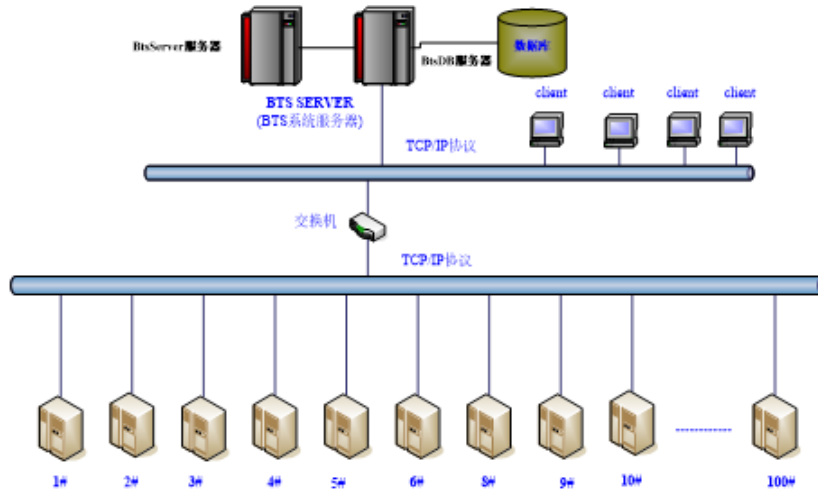 BtsServer服务器
BtsDB服务器
数据库
BTS SERVER
(BTS系统服务器)
client
client
client
client
TCP/IP协议
交换机
TCP/IP协议
1#
2#
3#
4#
5#
6#
8#
9#
10#
100#